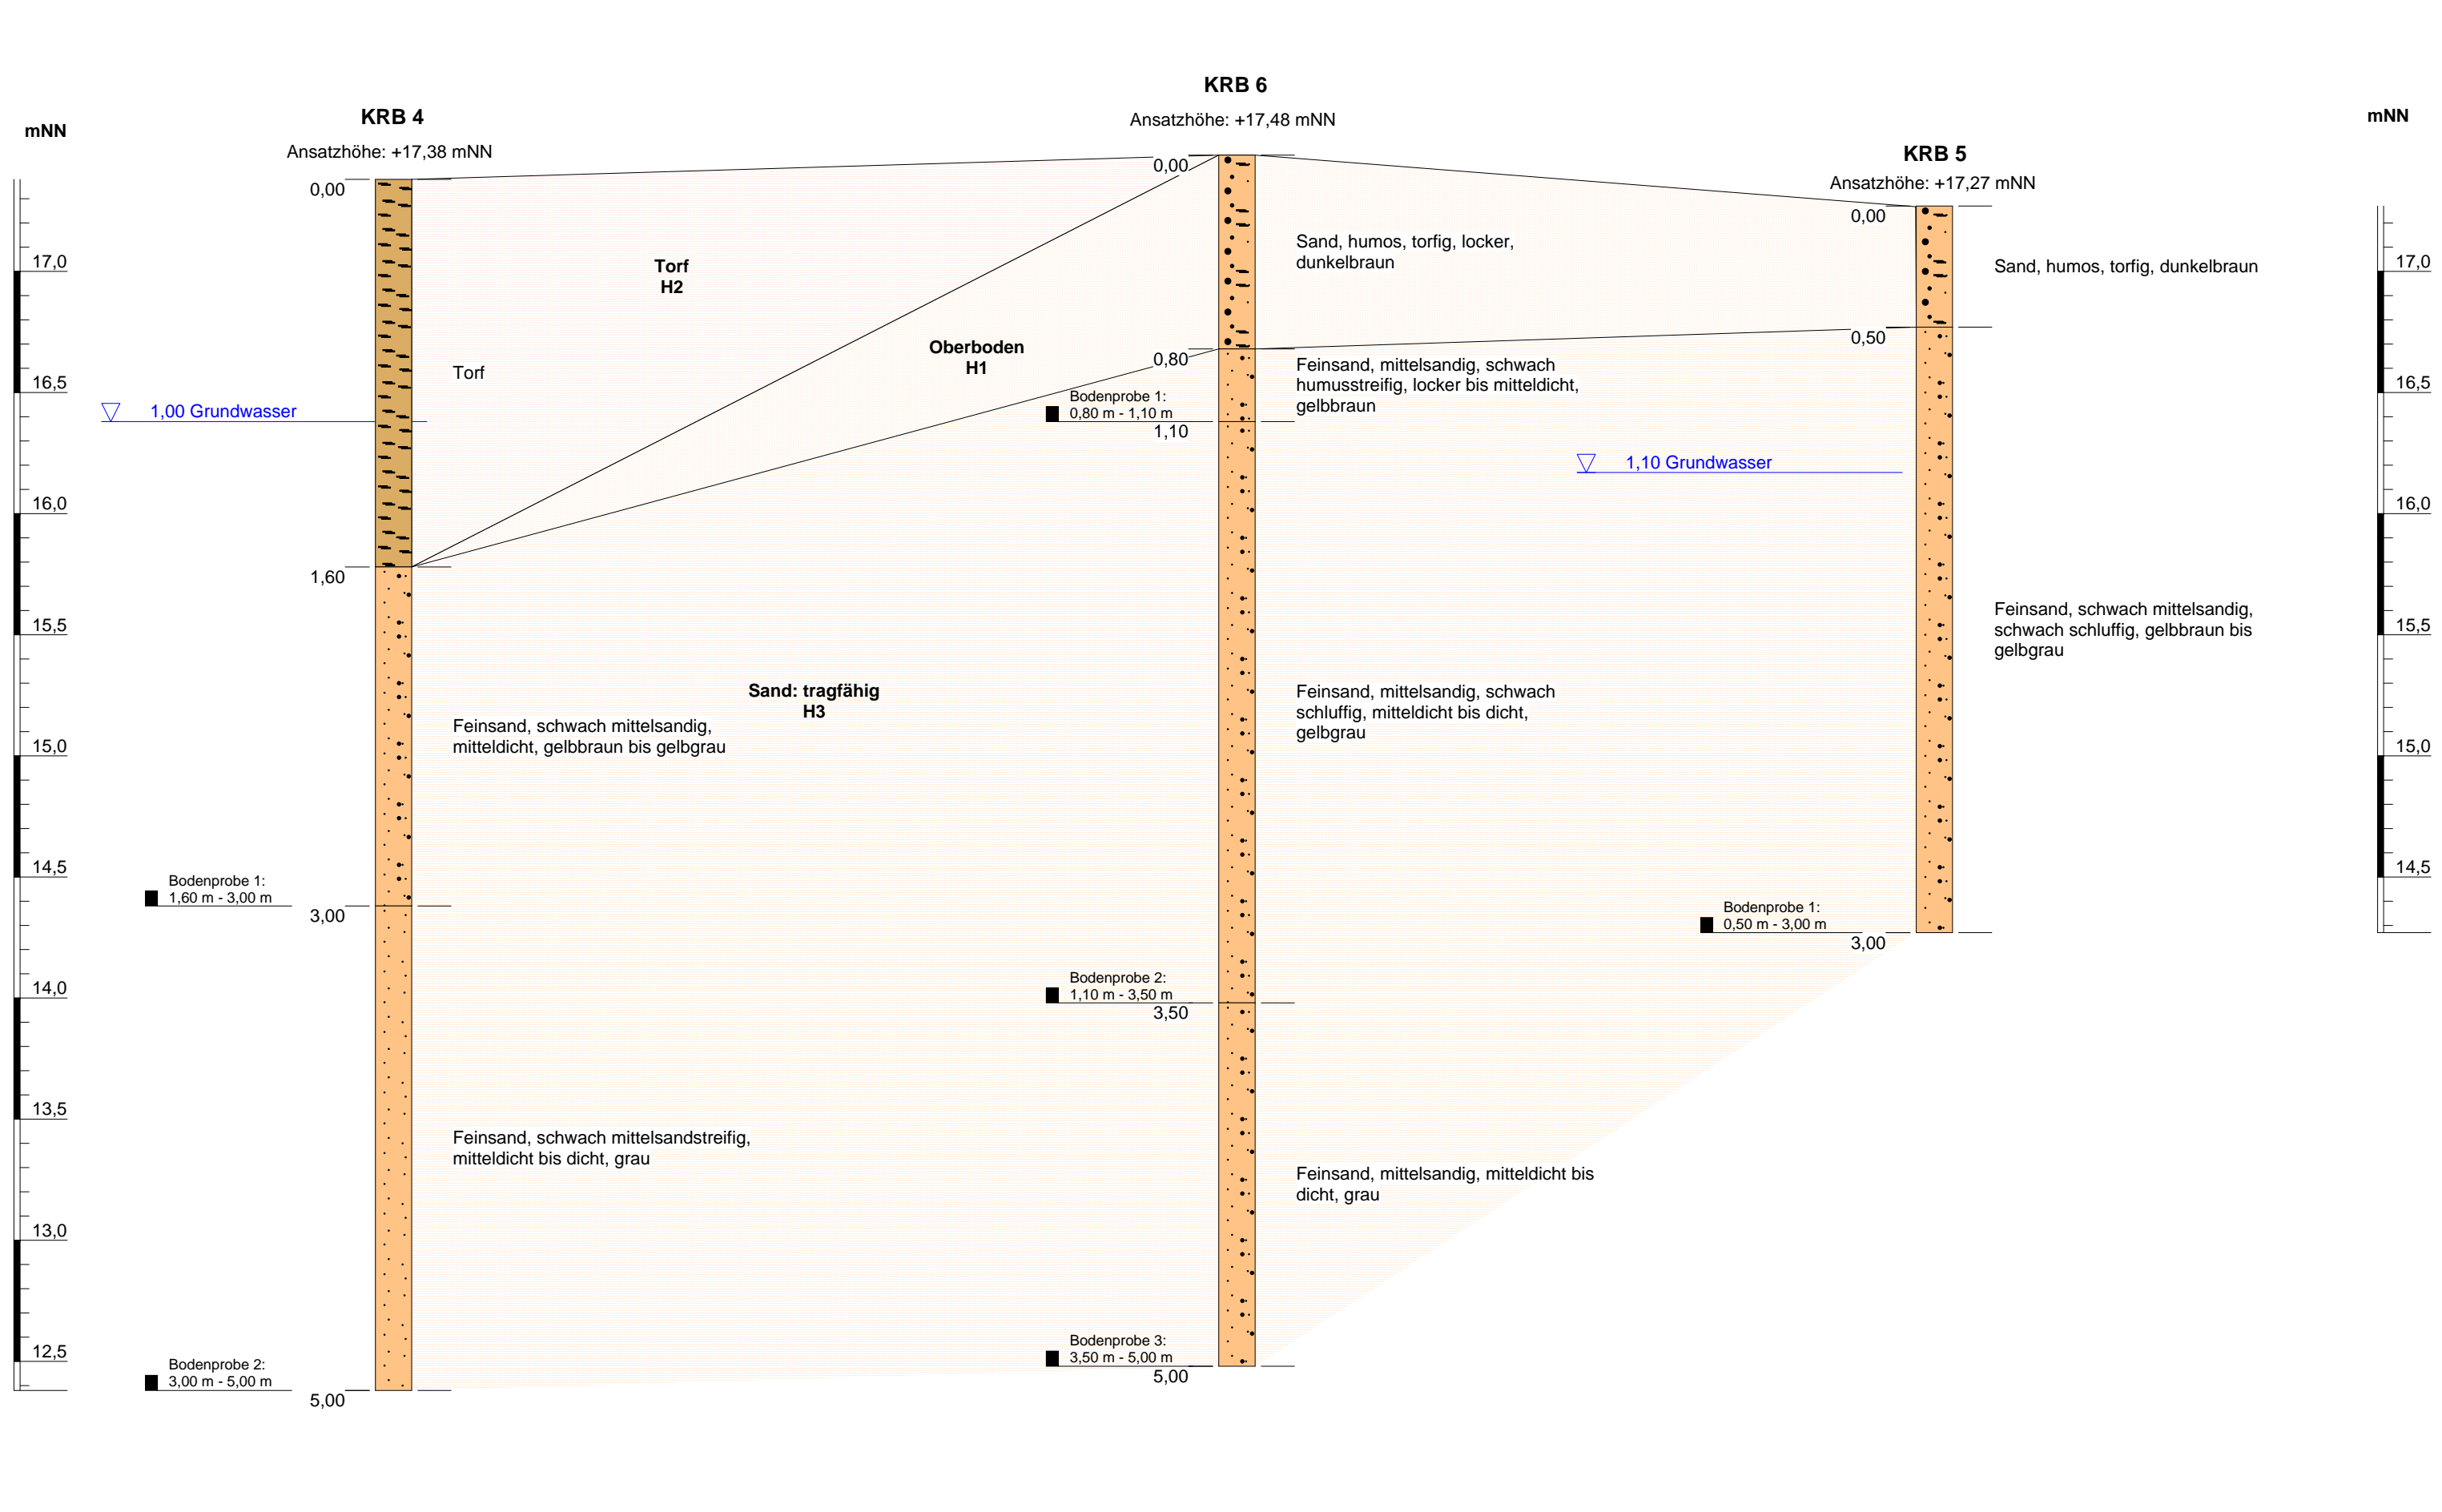 mNN
17,0
16,5
16,0
15,5
15,0
14,5
14,0
13,5
13,0
12,5
KRB 4
Ansatzhöhe: +17,38 mNN
0,00
1,60
3,00
5,00
1,00 Grundwasser
Bodenprobe 1:
1,60 m - 3,00 m
Bodenprobe 2:
3,00 m - 5,00 m
Torf
Feinsand, schwach mittelsandig,
mitteldicht, gelbbraun bis gelbgrau
Feinsand, schwach mittelsandstreifig,
mitteldicht bis dicht, grau
Torf
H2
Oberboden
H1
Sand: tragfähig
H3
KRB 6
Ansatzhöhe: +17,48 mNN
0,00
0,80
1,10
3,50
5,00
Bodenprobe 1:
0,80 m - 1,10 m
Bodenprobe 2:
1,10 m - 3,50 m
Bodenprobe 3:
3,50 m - 5,00 m
Sand, humos, torfig, locker,
dunkelbraun
Feinsand, mittelsandig, schwach
humusstreifig, locker bis mitteldicht,
gelbbraun
Feinsand, mittelsandig, schwach
schluffig, mitteldicht bis dicht,
gelbgrau
Feinsand, mittelsandig, mitteldicht bis
dicht, grau
KRB 5
Ansatzhöhe: +17,27 mNN
0,00
0,50
3,00
1,10 Grundwasser
Bodenprobe 1:
0,50 m - 3,00 m
Sand, humos, torfig, dunkelbraun
Feinsand, schwach mittelsandig,
schwach schluffig, gelbbraun bis
gelbgrau
mNN
17,0
16,5
16,0
15,5
15,0
14,5